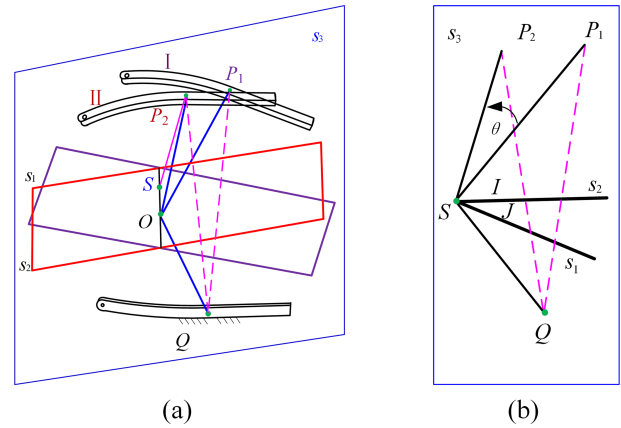 s₃
I
P₁
II
P₂
s₁
S
O
s₂
Q
(a)
s₃
P₂
P₁
θ
I
s₂
S
J
s₁
Q
(b)